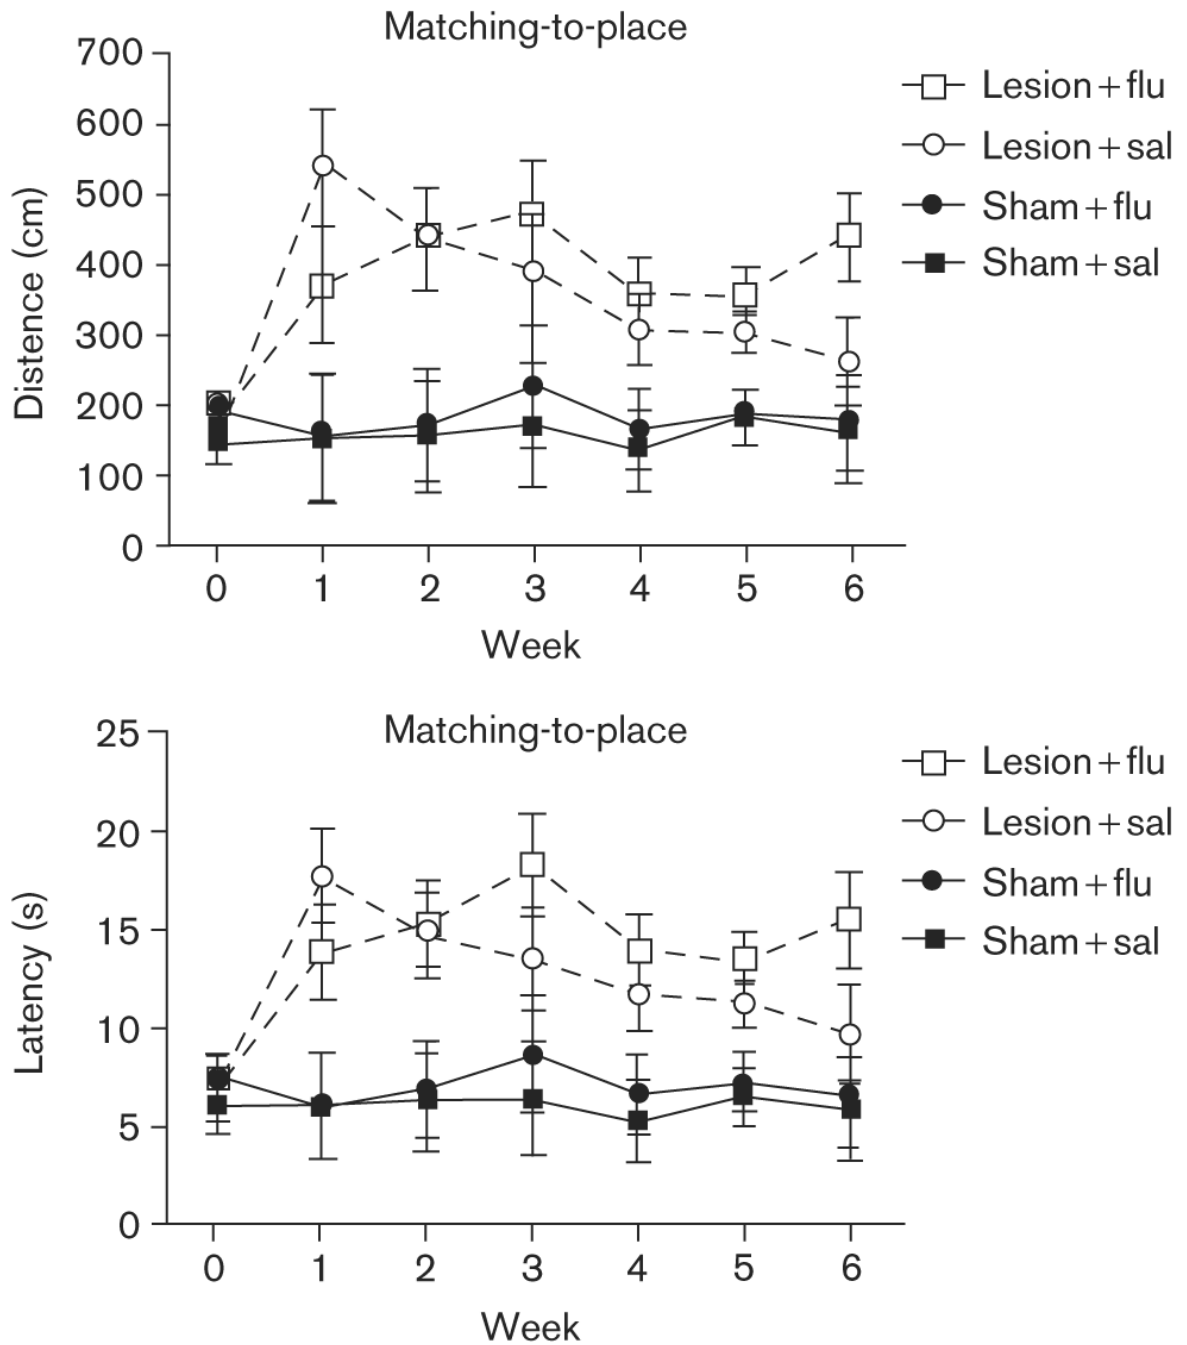 Matching-to-place
Distence (cm)
700
600
500
400
300
200
100
0
0 1 2 3 4 5 6
Week
Lesion + flu
Lesion + sal
Sham + flu
Sham + sal
Matching-to-place
Latency (s)
25
20
15
10
5
0
0 1 2 3 4 5 6
Week
Lesion + flu
Lesion + sal
Sham + flu
Sham + sal